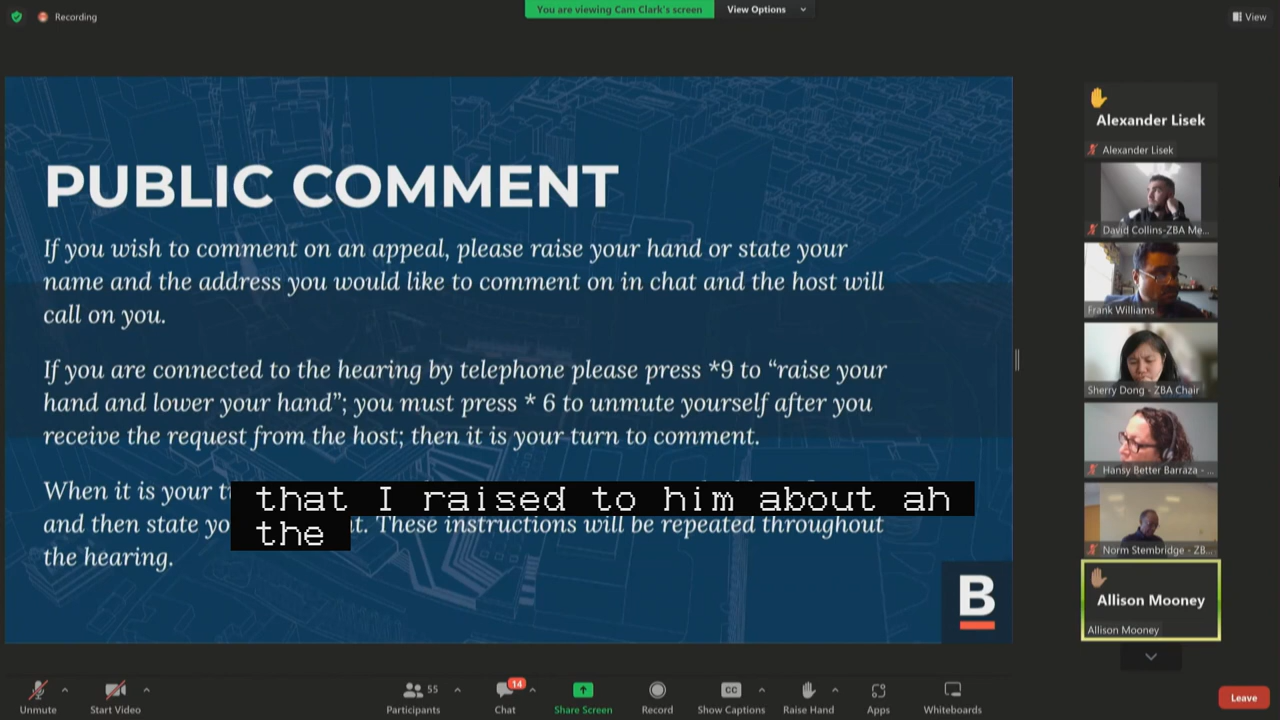 Recording
You are viewing Cam Clark's screen
View Options
View
PUBLIC COMMENT
If you wish to comment on an appeal, please raise your hand or state your
name and the address you would like to comment on in chat and the host will
call on you.
If you are connected to the hearing by telephone please press *9 to “raise your
hand and lower your hand”; you must press * 6 to unmute yourself after you
receive the request from the host; then it is your turn to comment.
When it is your
and then state t. These instructions will be repeated throughout
the hearing.
that I raised to him about ah
the
B
Alexander Lisek
Alexander Lisek
David Collins-ZBA Me...
Frank Williams
Sherry Dong - ZBA Chair
Hansy Better Barraza - ...
Norm Stembridge - ZB...
Allison Mooney
Allison Mooney
Unmute
Start Video
55
Participants
14
Chat
Share Screen
Record
CC
Show Captions
Raise Hand
Apps
Whiteboards
Leave